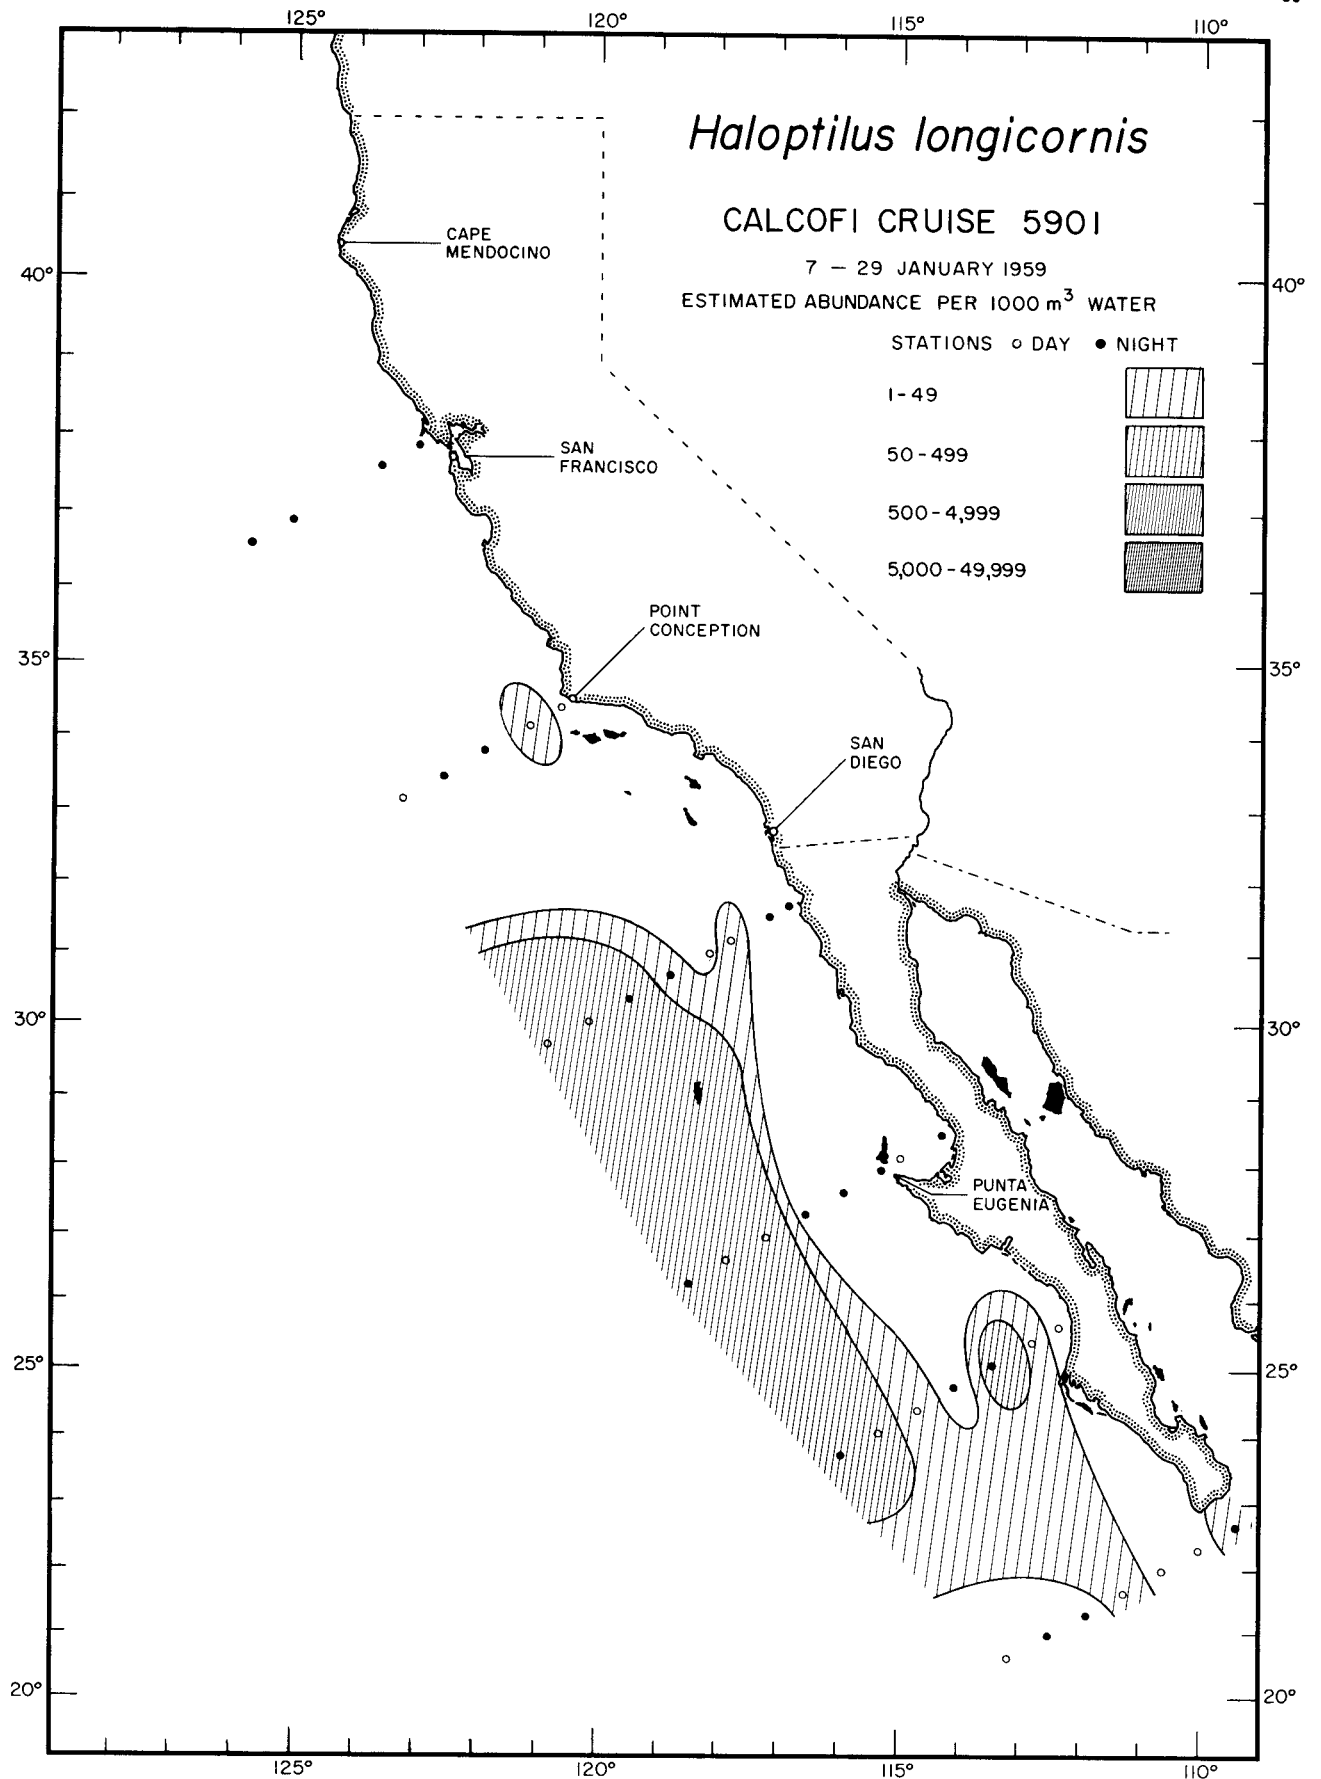 125° 120° 115° 110°
Haloptilus longicornis
CALCOFI CRUISE 5901
7 – 29 JANUARY 1959
ESTIMATED ABUNDANCE PER 1000 m³ WATER
STATIONS ○ DAY ● NIGHT
1-49
50-499
500-4,999
5,000-49,999
CAPE
MENDOCINO
40° 40°
SAN
FRANCISCO
POINT
CONCEPTION
35° 35°
SAN
DIEGO
30° 30°
PUNTA
EUGENIA
25° 25°
20° 20°
125° 120° 115° 110°